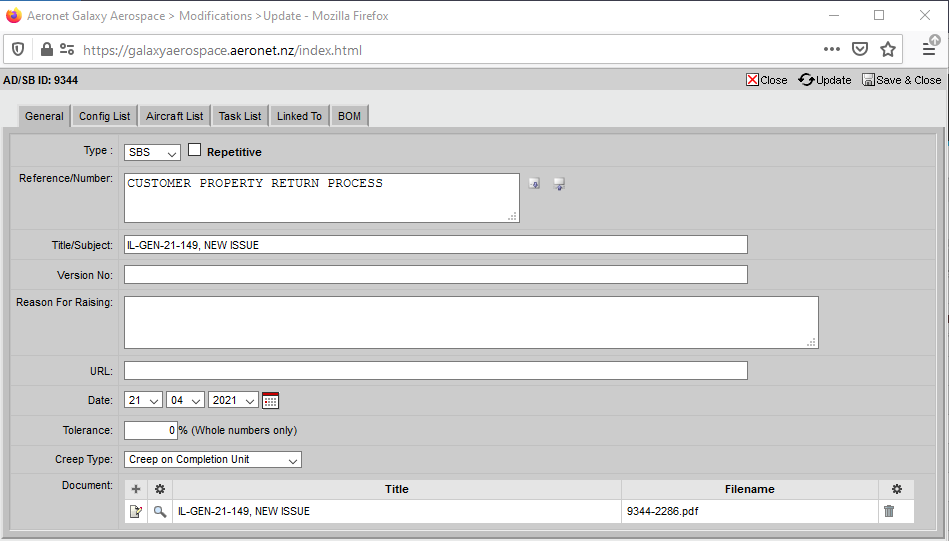 Aeronet Galaxy Aerospace > Modifications >Update - Mozilla Firefox
https://galaxyaerospace.aeronet.nz/index.html
AD/SB ID: 9344 Close Update Save & Close
General Config List Aircraft List Task List Linked To BOM
Type : SBS Repetitive
Reference/Number: CUSTOMER PROPERTY RETURN PROCESS
Title/Subject: IL-GEN-21-149, NEW ISSUE
Version No:
Reason For Raising:
URL:
Date: 21 04 2021
Tolerance: 0 % (Whole numbers only)
Creep Type: Creep on Completion Unit
Document: Title Filename
IL-GEN-21-149, NEW ISSUE 9344-2286.pdf